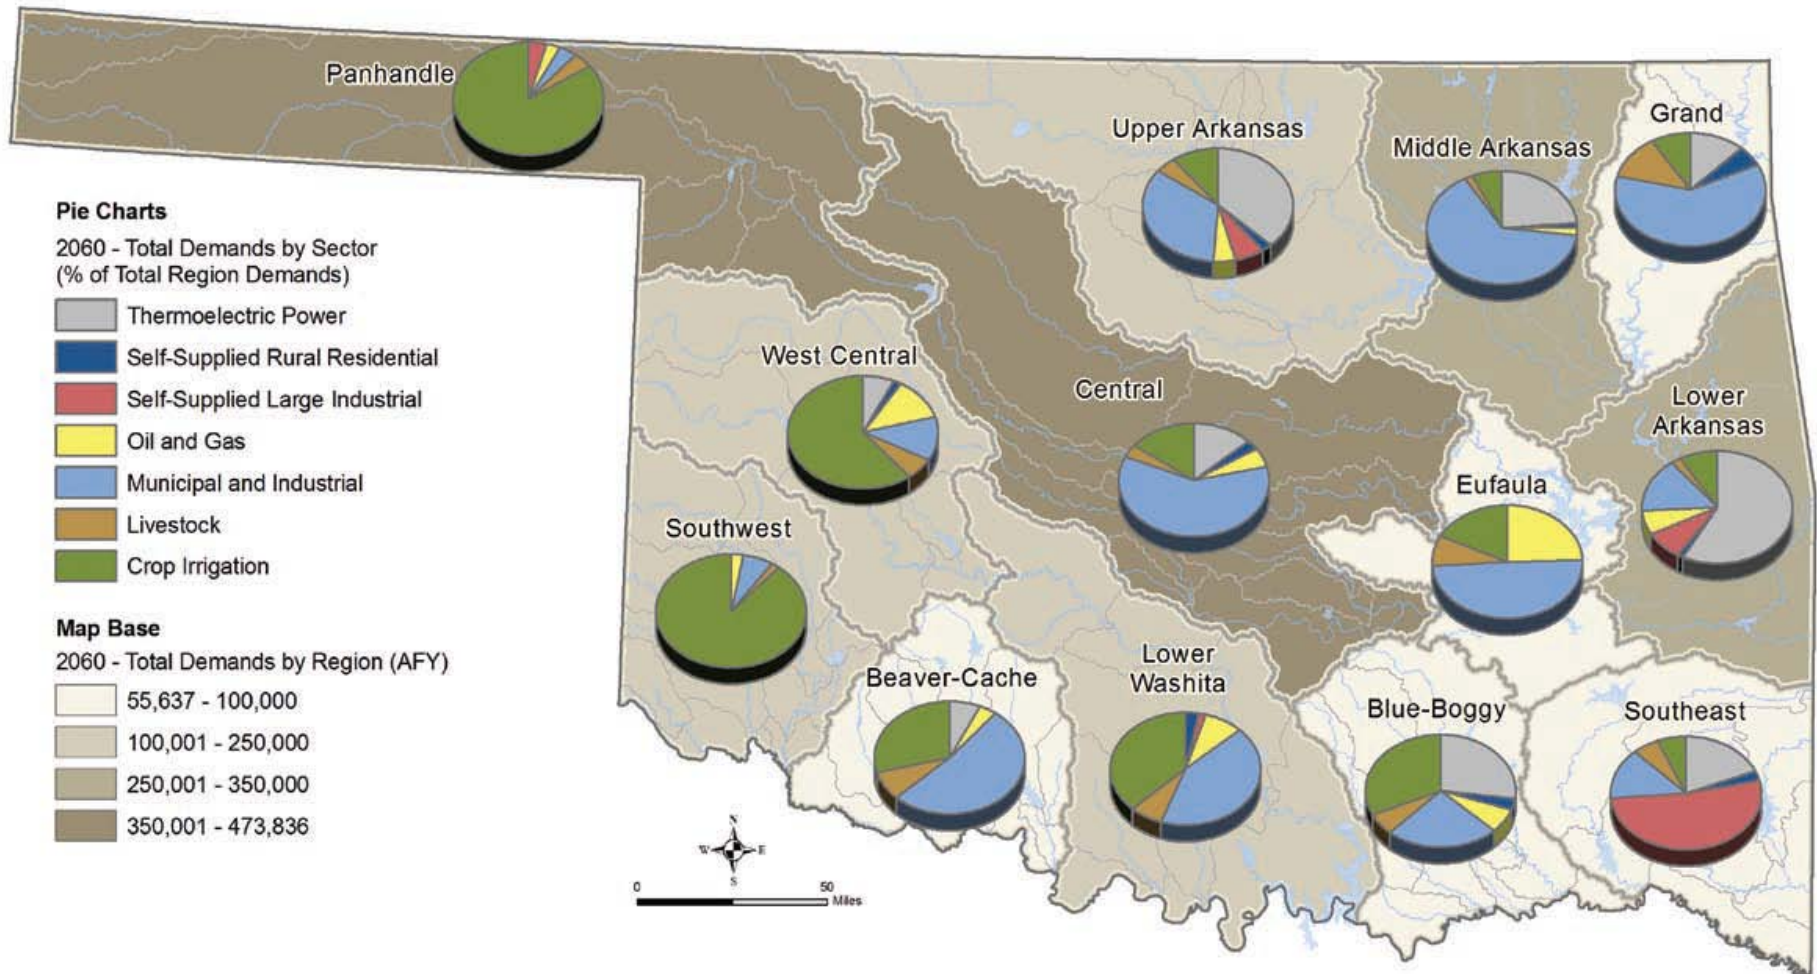 Panhandle
Upper Arkansas
Middle Arkansas
Grand
Pie Charts
2060 - Total Demands by Sector
(% of Total Region Demands)
Thermoelectric Power
Self-Supplied Rural Residential
Self-Supplied Large Industrial
Oil and Gas
Municipal and Industrial
Livestock
Crop Irrigation
Map Base
2060 - Total Demands by Region (AFY)
55,637 - 100,000
100,001 - 250,000
250,001 - 350,000
350,001 - 473,836
West Central
Central
Lower
Arkansas
Eufaula
Southwest
Beaver-Cache
Lower
Washita
Blue-Boggy
Southeast
N
W E
S
0 50
Miles